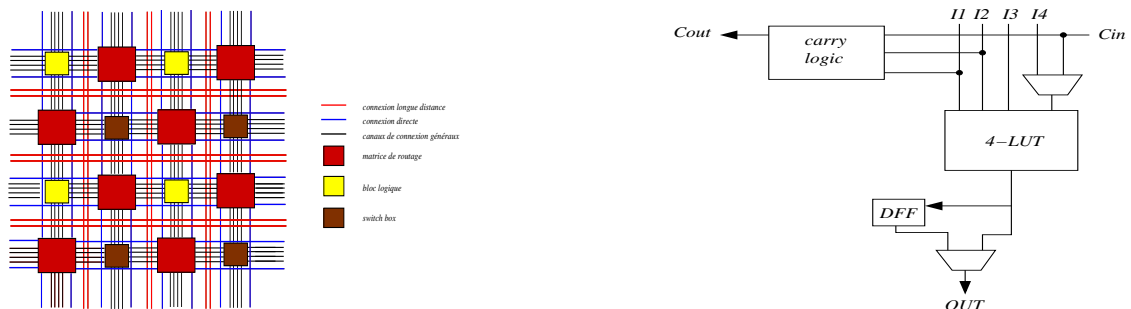 connexion longue distance
connexion directe
canaux de connexion généraux
matrice de routage
bloc logique
switch box
I1 I2 I3 I4
Cout
carry
logic
Cin
4-LUT
DFF
OUT